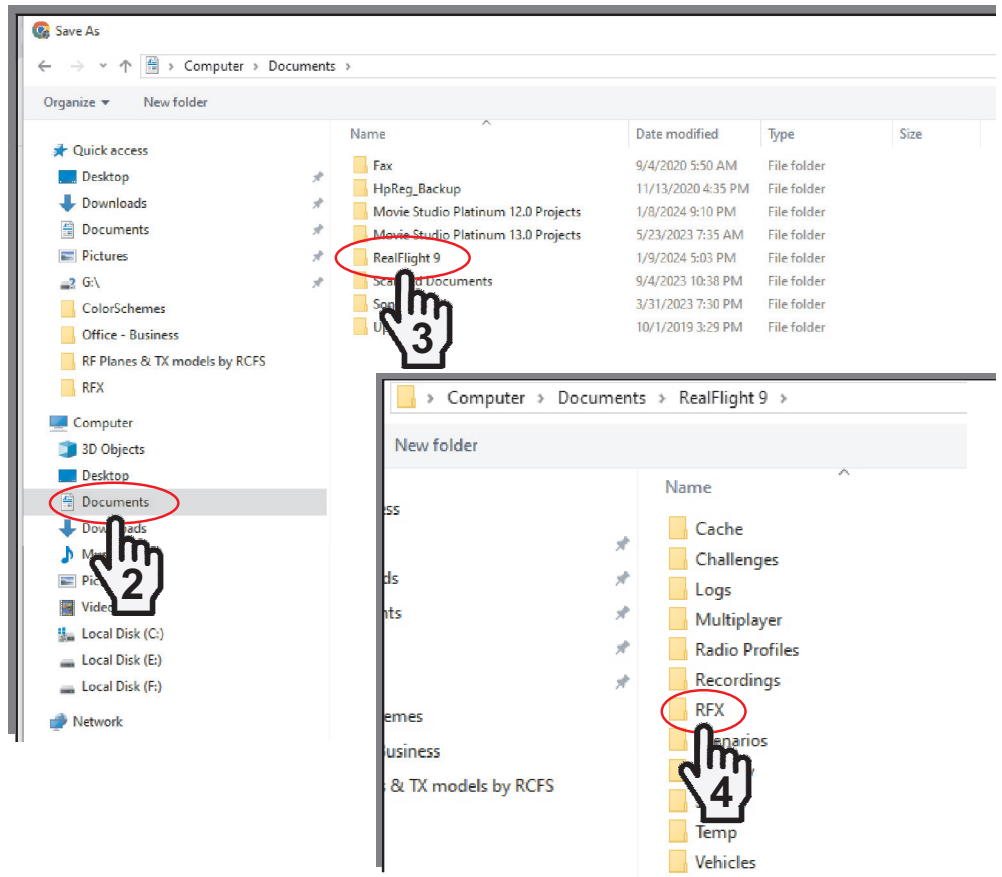 Save As
Computer > Documents >
Organize New folder
Name Date modified Type Size
Quick access
Desktop
Downloads
Documents
Pictures
G:\
ColorSchemes
Office - Business
RF Planes & TX models by RCFS
RFX
Computer
3D Objects
Desktop
Documents
2
Local Disk (C:)
Local Disk (E:)
Local Disk (F:)
Network
Fax 9/4/2020 5:50 AM File folder
HpReg_Backup 11/13/2020 4:35 PM File folder
Movie Studio Platinum 12.0 Projects 1/8/2024 9:10 PM File folder
Movie Studio Platinum 13.0 Projects 5/23/2023 7:35 AM File folder
RealFlight 9 1/9/2024 5:03 PM File folder
Documents 9/4/2023 10:38 PM File folder
3/31/2023 7:30 PM File folder
10/1/2019 3:29 PM File folder
3
> Computer > Documents > RealFlight 9 >
New folder
Name
Cache
Challenges
Logs
Multiplayer
Radio Profiles
Recordings
RFX
4
Temp
Vehicles
& TX models by RCFS